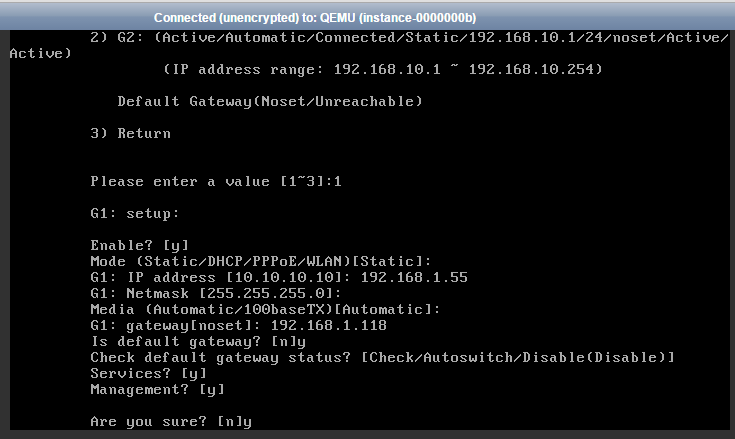 Connected (unencrypted) to: QEMU (instance-0000000b)
2) G2: (Active/Automatic/Connected/Static/192.168.10.1/24/noset/Active/
Active)
(IP address range: 192.168.10.1 ~ 192.168.10.254)
Default Gateway(Noset/Unreachable)
3) Return
Please enter a value [1~3]:1
G1: setup:
Enable? [y]
Mode (Static/DHCP/PPPoE/WLAN)[Static]:
G1: IP address [10.10.10.10]: 192.168.1.55
G1: Netmask [255.255.255.0]:
Media (Automatic/100baseTX)[Automatic]:
G1: gateway[noset]: 192.168.1.118
Is default gateway? [n]y
Check default gateway status? [Check/Autoswitch/Disable(Disable)]
Services? [y]
Management? [y]
Are you sure? [n]y